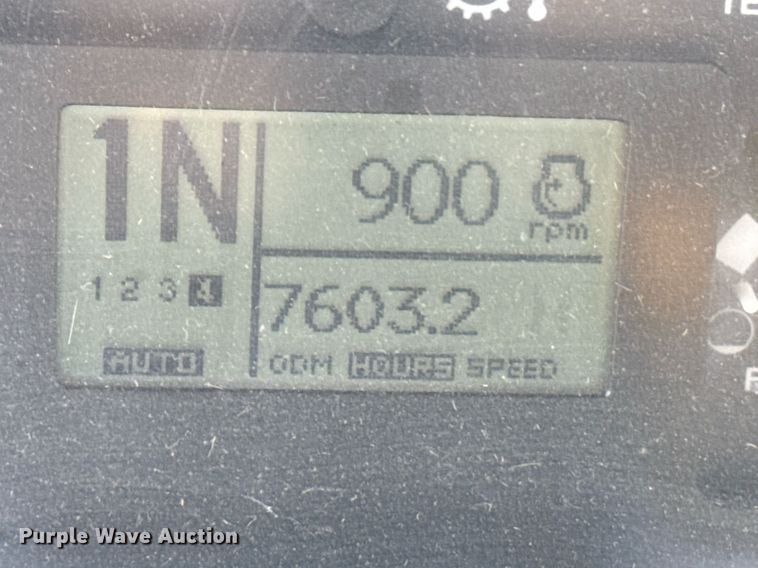 1N
900
rpm
1 2 3 4
7603.2
AUTO
ODM HOURS SPEED
Purple Wave Auction